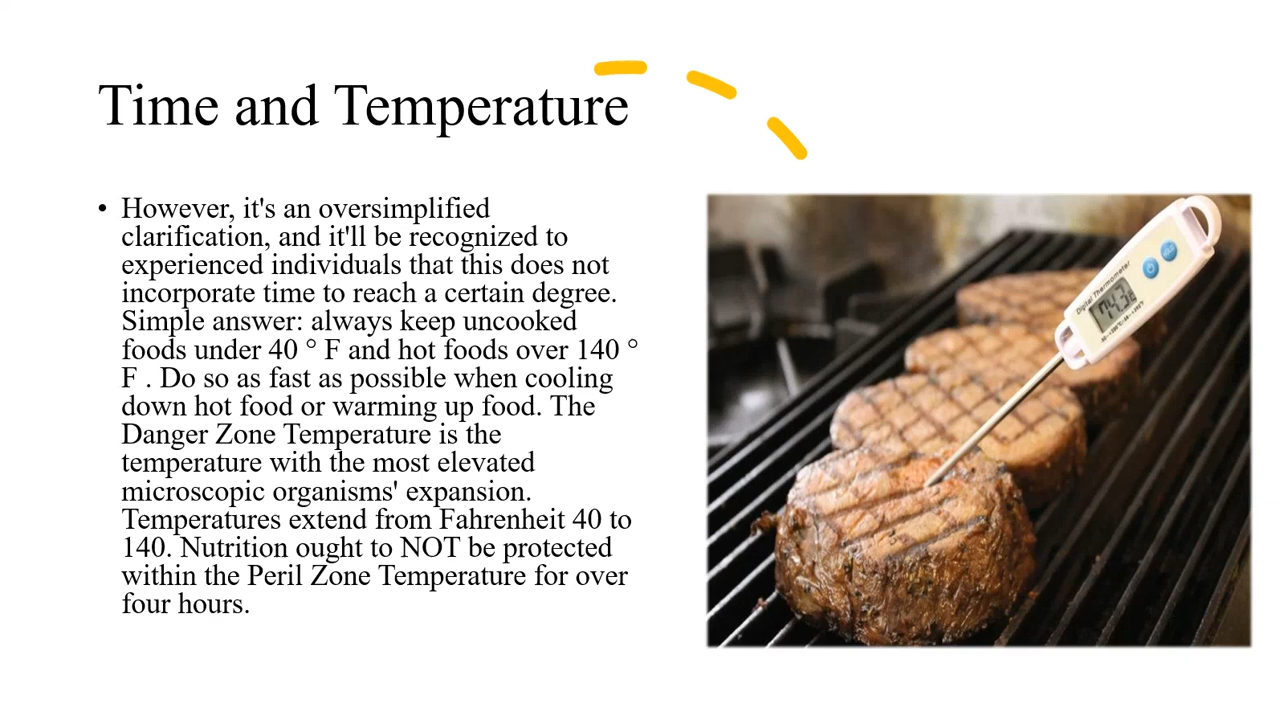 Time and Temperature
• However, it's an oversimplified
clarification, and it'll be recognized to
experienced individuals that this does not
incorporate time to reach a certain degree.
Simple answer: always keep uncooked
foods under 40 ° F and hot foods over 140 °
F . Do so as fast as possible when cooling
down hot food or warming up food. The
Danger Zone Temperature is the
temperature with the most elevated
microscopic organisms' expansion.
Temperatures extend from Fahrenheit 40 to
140. Nutrition ought to NOT be protected
within the Peril Zone Temperature for over
four hours.
Digital Thermometer